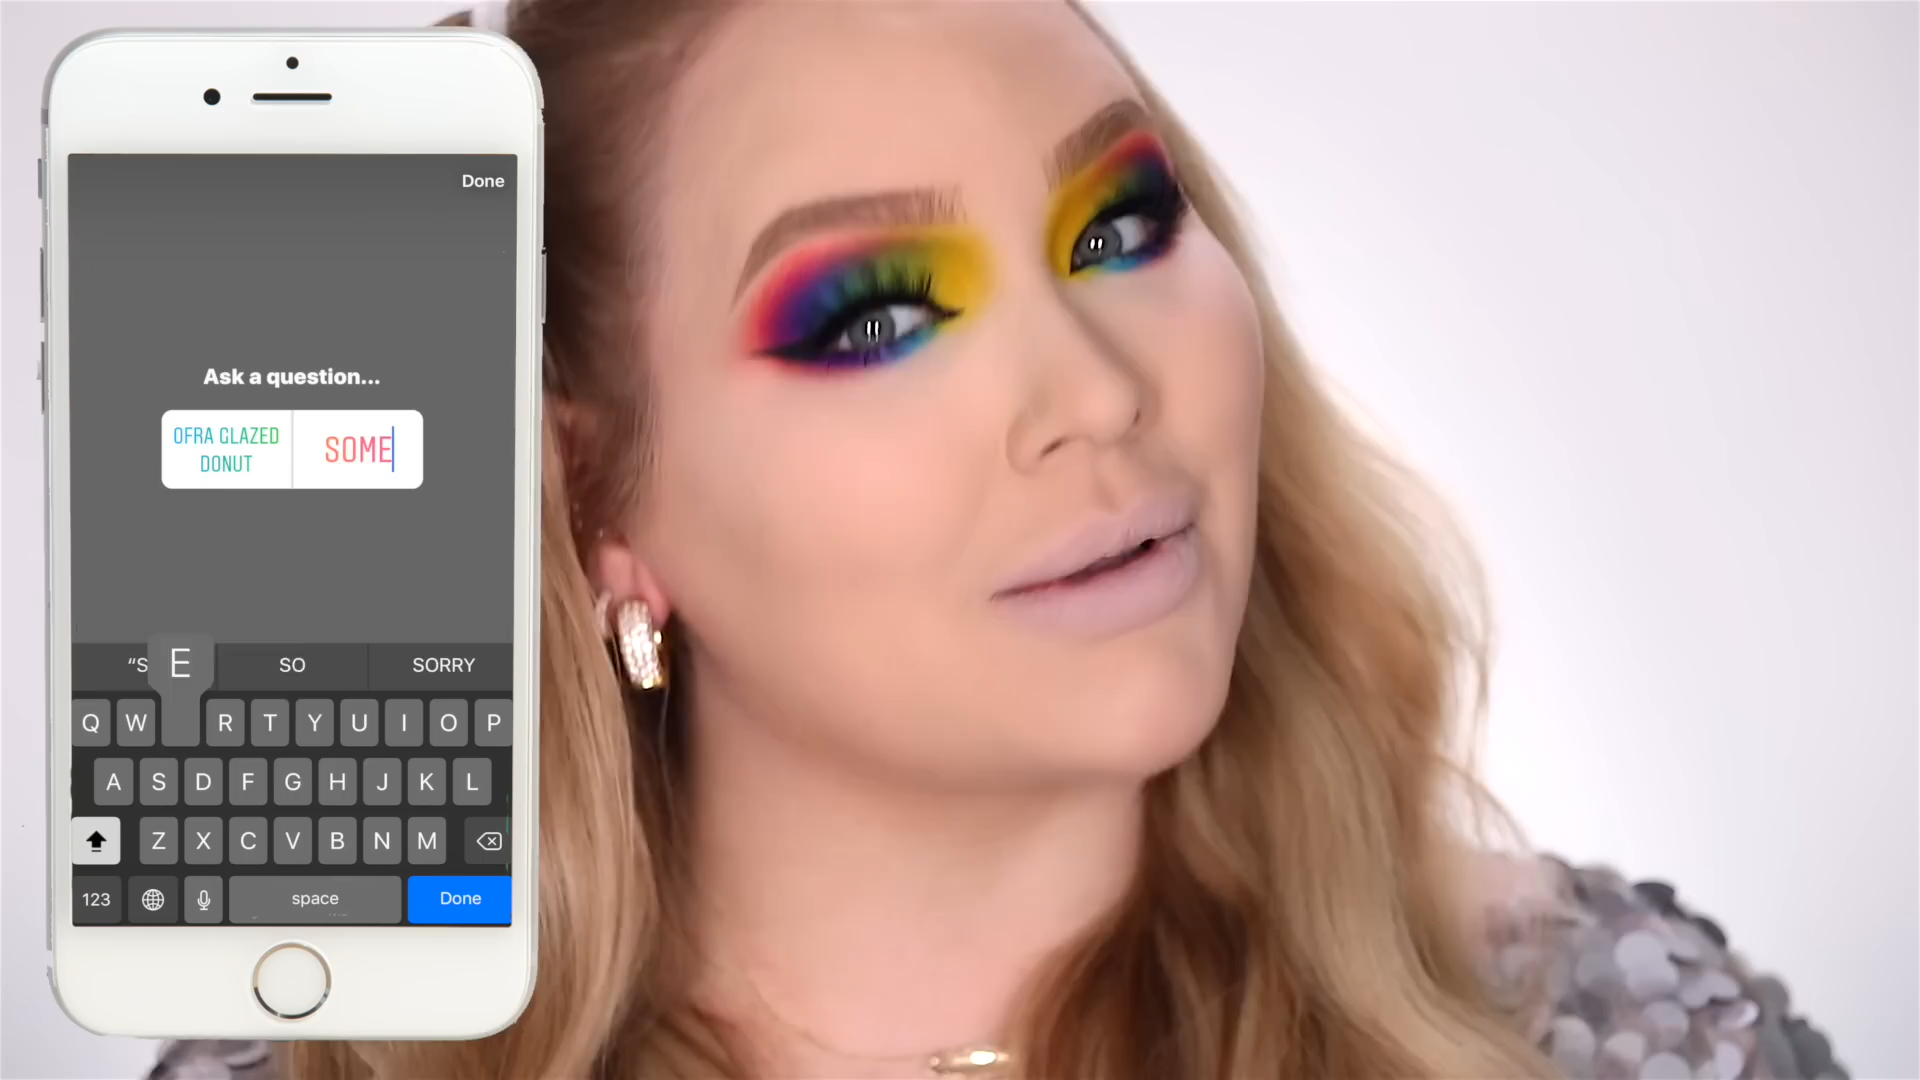 Done
Ask a question...
OFRA GLAZED
DONUT
SOME
“S
E
SO
SORRY
Q W R T Y U I O P
A S D F G H J K L
Z X C V B N M
123
space
Done